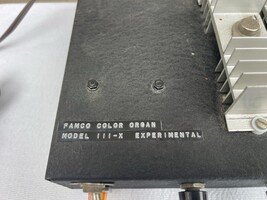 FAMCO COLOR ORGAN
MODEL III-X EXPERIMENTAL